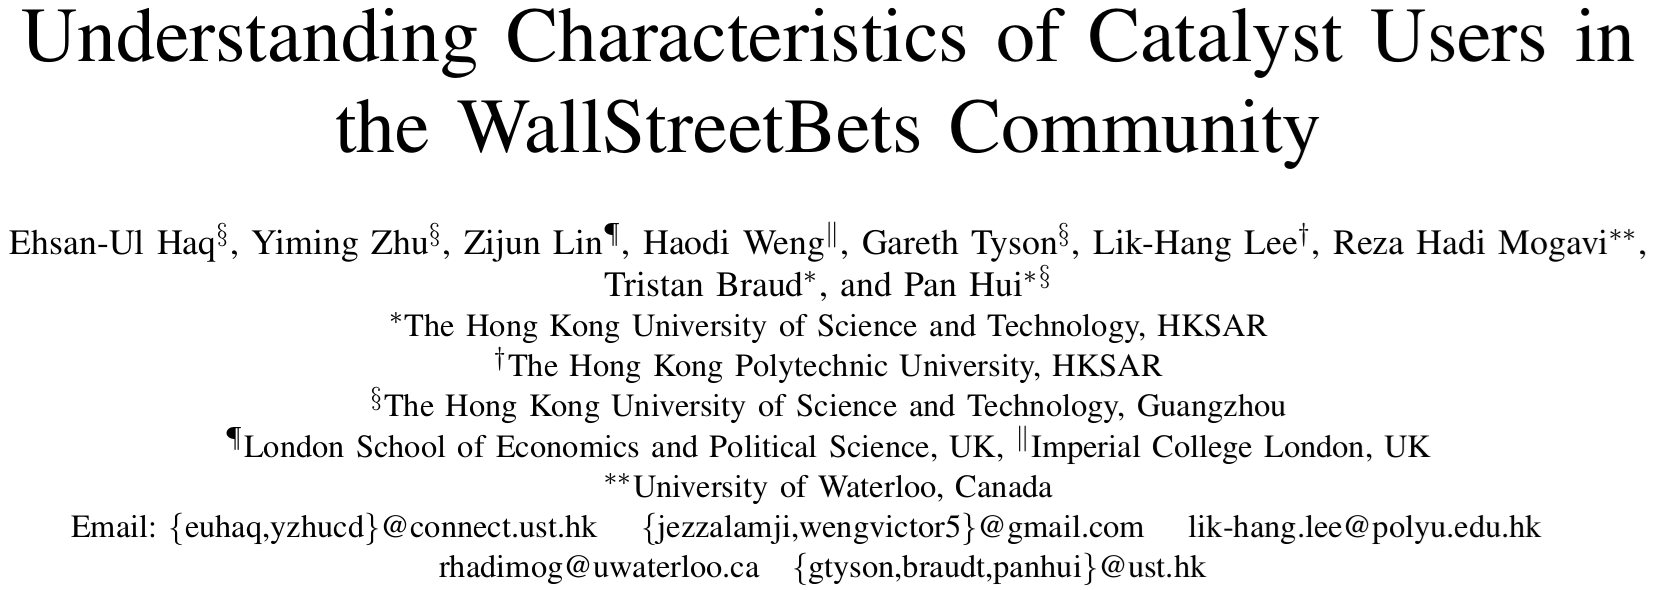 Understanding Characteristics of Catalyst Users in
the WallStreetBets Community
Ehsan-Ul Haq§, Yiming Zhu§, Zijun Lin¶, Haodi Weng‖, Gareth Tyson§, Lik-Hang Lee†, Reza Hadi Mogavi**,
Tristan Braud*, and Pan Hui*§
*The Hong Kong University of Science and Technology, HKSAR
†The Hong Kong Polytechnic University, HKSAR
§The Hong Kong University of Science and Technology, Guangzhou
¶London School of Economics and Political Science, UK, ‖Imperial College London, UK
**University of Waterloo, Canada
Email: {euhaq,yzhucd}@connect.ust.hk {jezzalamji,wengvictor5}@gmail.com lik-hang.lee@polyu.edu.hk
rhadimog@uwaterloo.ca {gtyson,braudt,panhui}@ust.hk